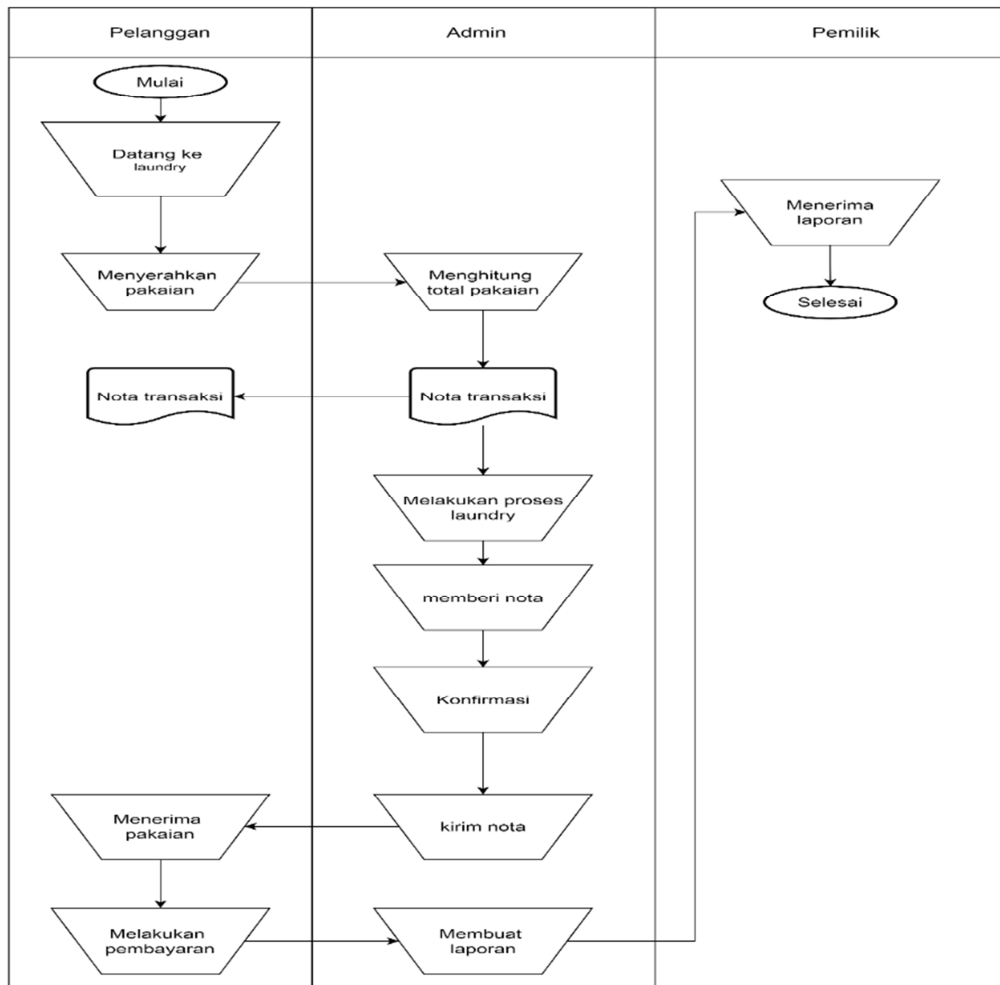 Pelanggan
Admin
Pemilik
Mulai
Datang ke
laundry
Menerima
laporan
Menyerahkan
pakaian
Menghitung
total pakaian
Selesai
Nota transaksi
Nota transaksi
Melakukan proses
laundry
memberi nota
Konfirmasi
Menerima
pakaian
kirim nota
Melakukan
pembayaran
Membuat
laporan